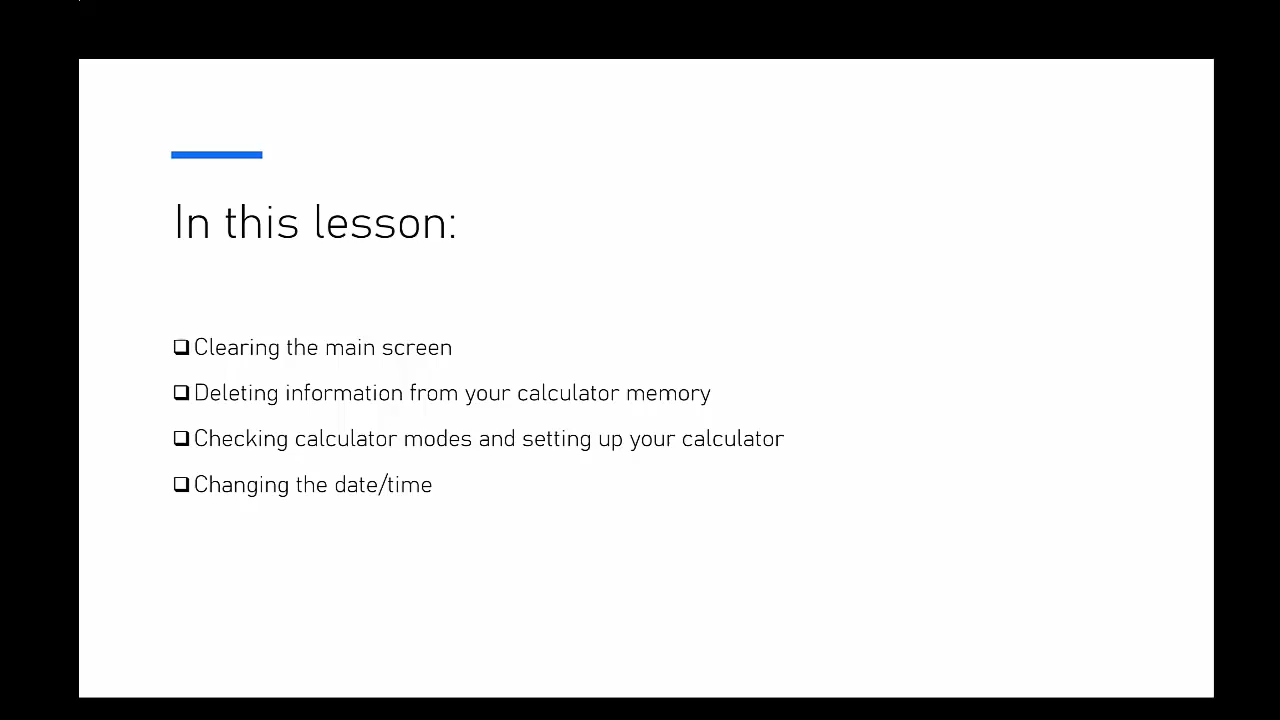 In this lesson:
❑ Clearing the main screen
❑ Deleting information from your calculator memory
❑ Checking calculator modes and setting up your calculator
❑ Changing the date/time